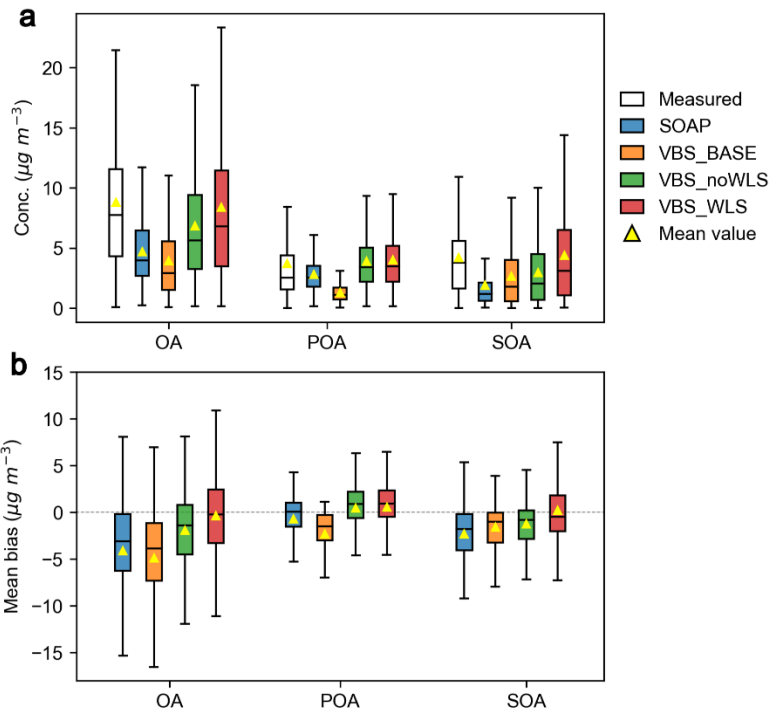 a
Conc. (μg m⁻³)
20
15
10
5
0
OA
POA
SOA
Measured
SOAP
VBS_BASE
VBS_noWLS
VBS_WLS
Mean value
b
Mean bias (μg m⁻³)
15
10
5
0
−5
−10
−15
OA
POA
SOA